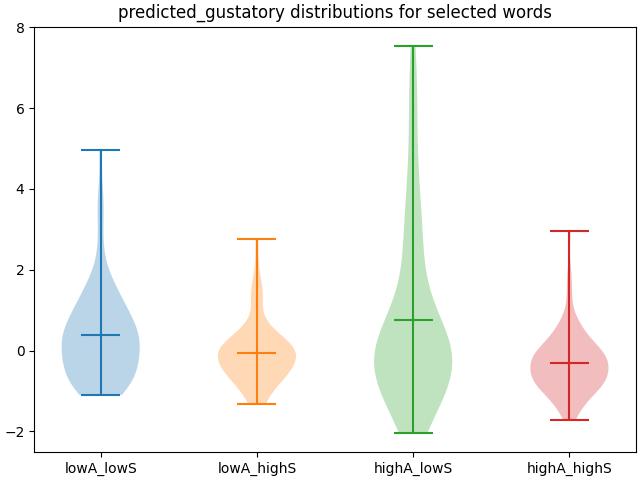 predicted_gustatory distributions for selected words
8
6
4
2
0
−2
lowA_lowS
lowA_highS
highA_lowS
highA_highS